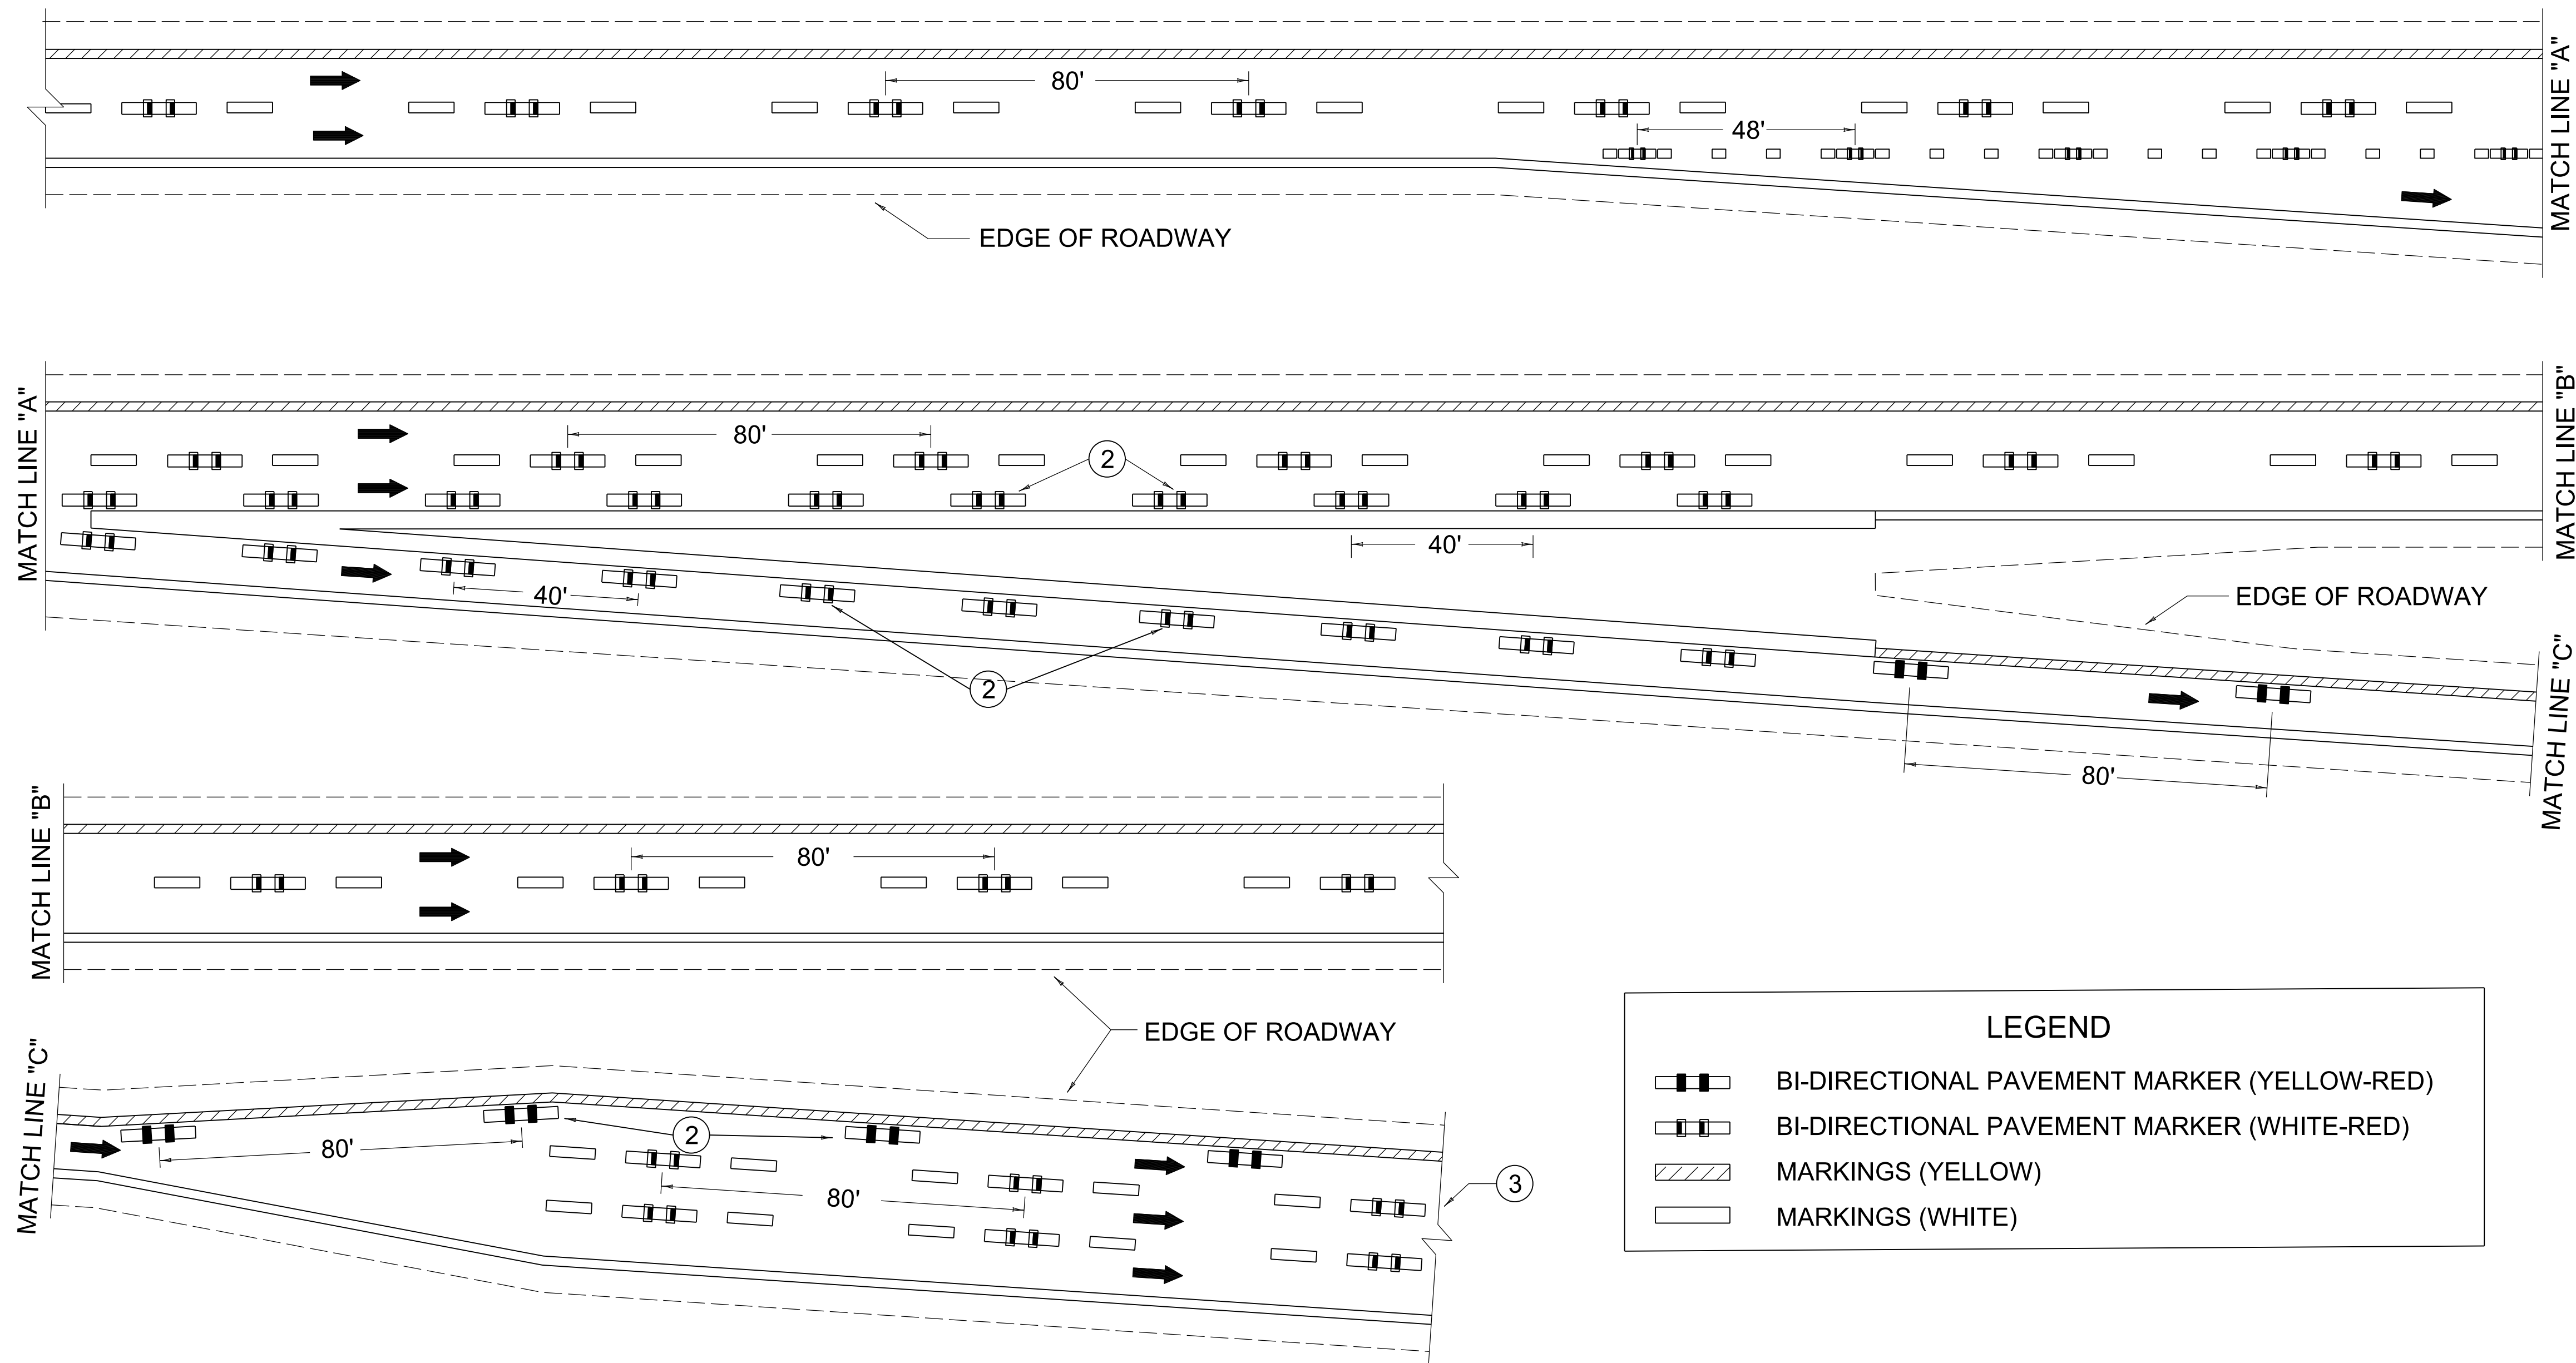 80'
48'
EDGE OF ROADWAY
MATCH LINE "A"
MATCH LINE "A"
80'
2
40'
40'
2
EDGE OF ROADWAY
80'
MATCH LINE "B"
MATCH LINE "C"
MATCH LINE "B"
80'
EDGE OF ROADWAY
MATCH LINE "C"
80'
2
80'
3
LEGEND
BI-DIRECTIONAL PAVEMENT MARKER (YELLOW-RED)
BI-DIRECTIONAL PAVEMENT MARKER (WHITE-RED)
MARKINGS (YELLOW)
MARKINGS (WHITE)